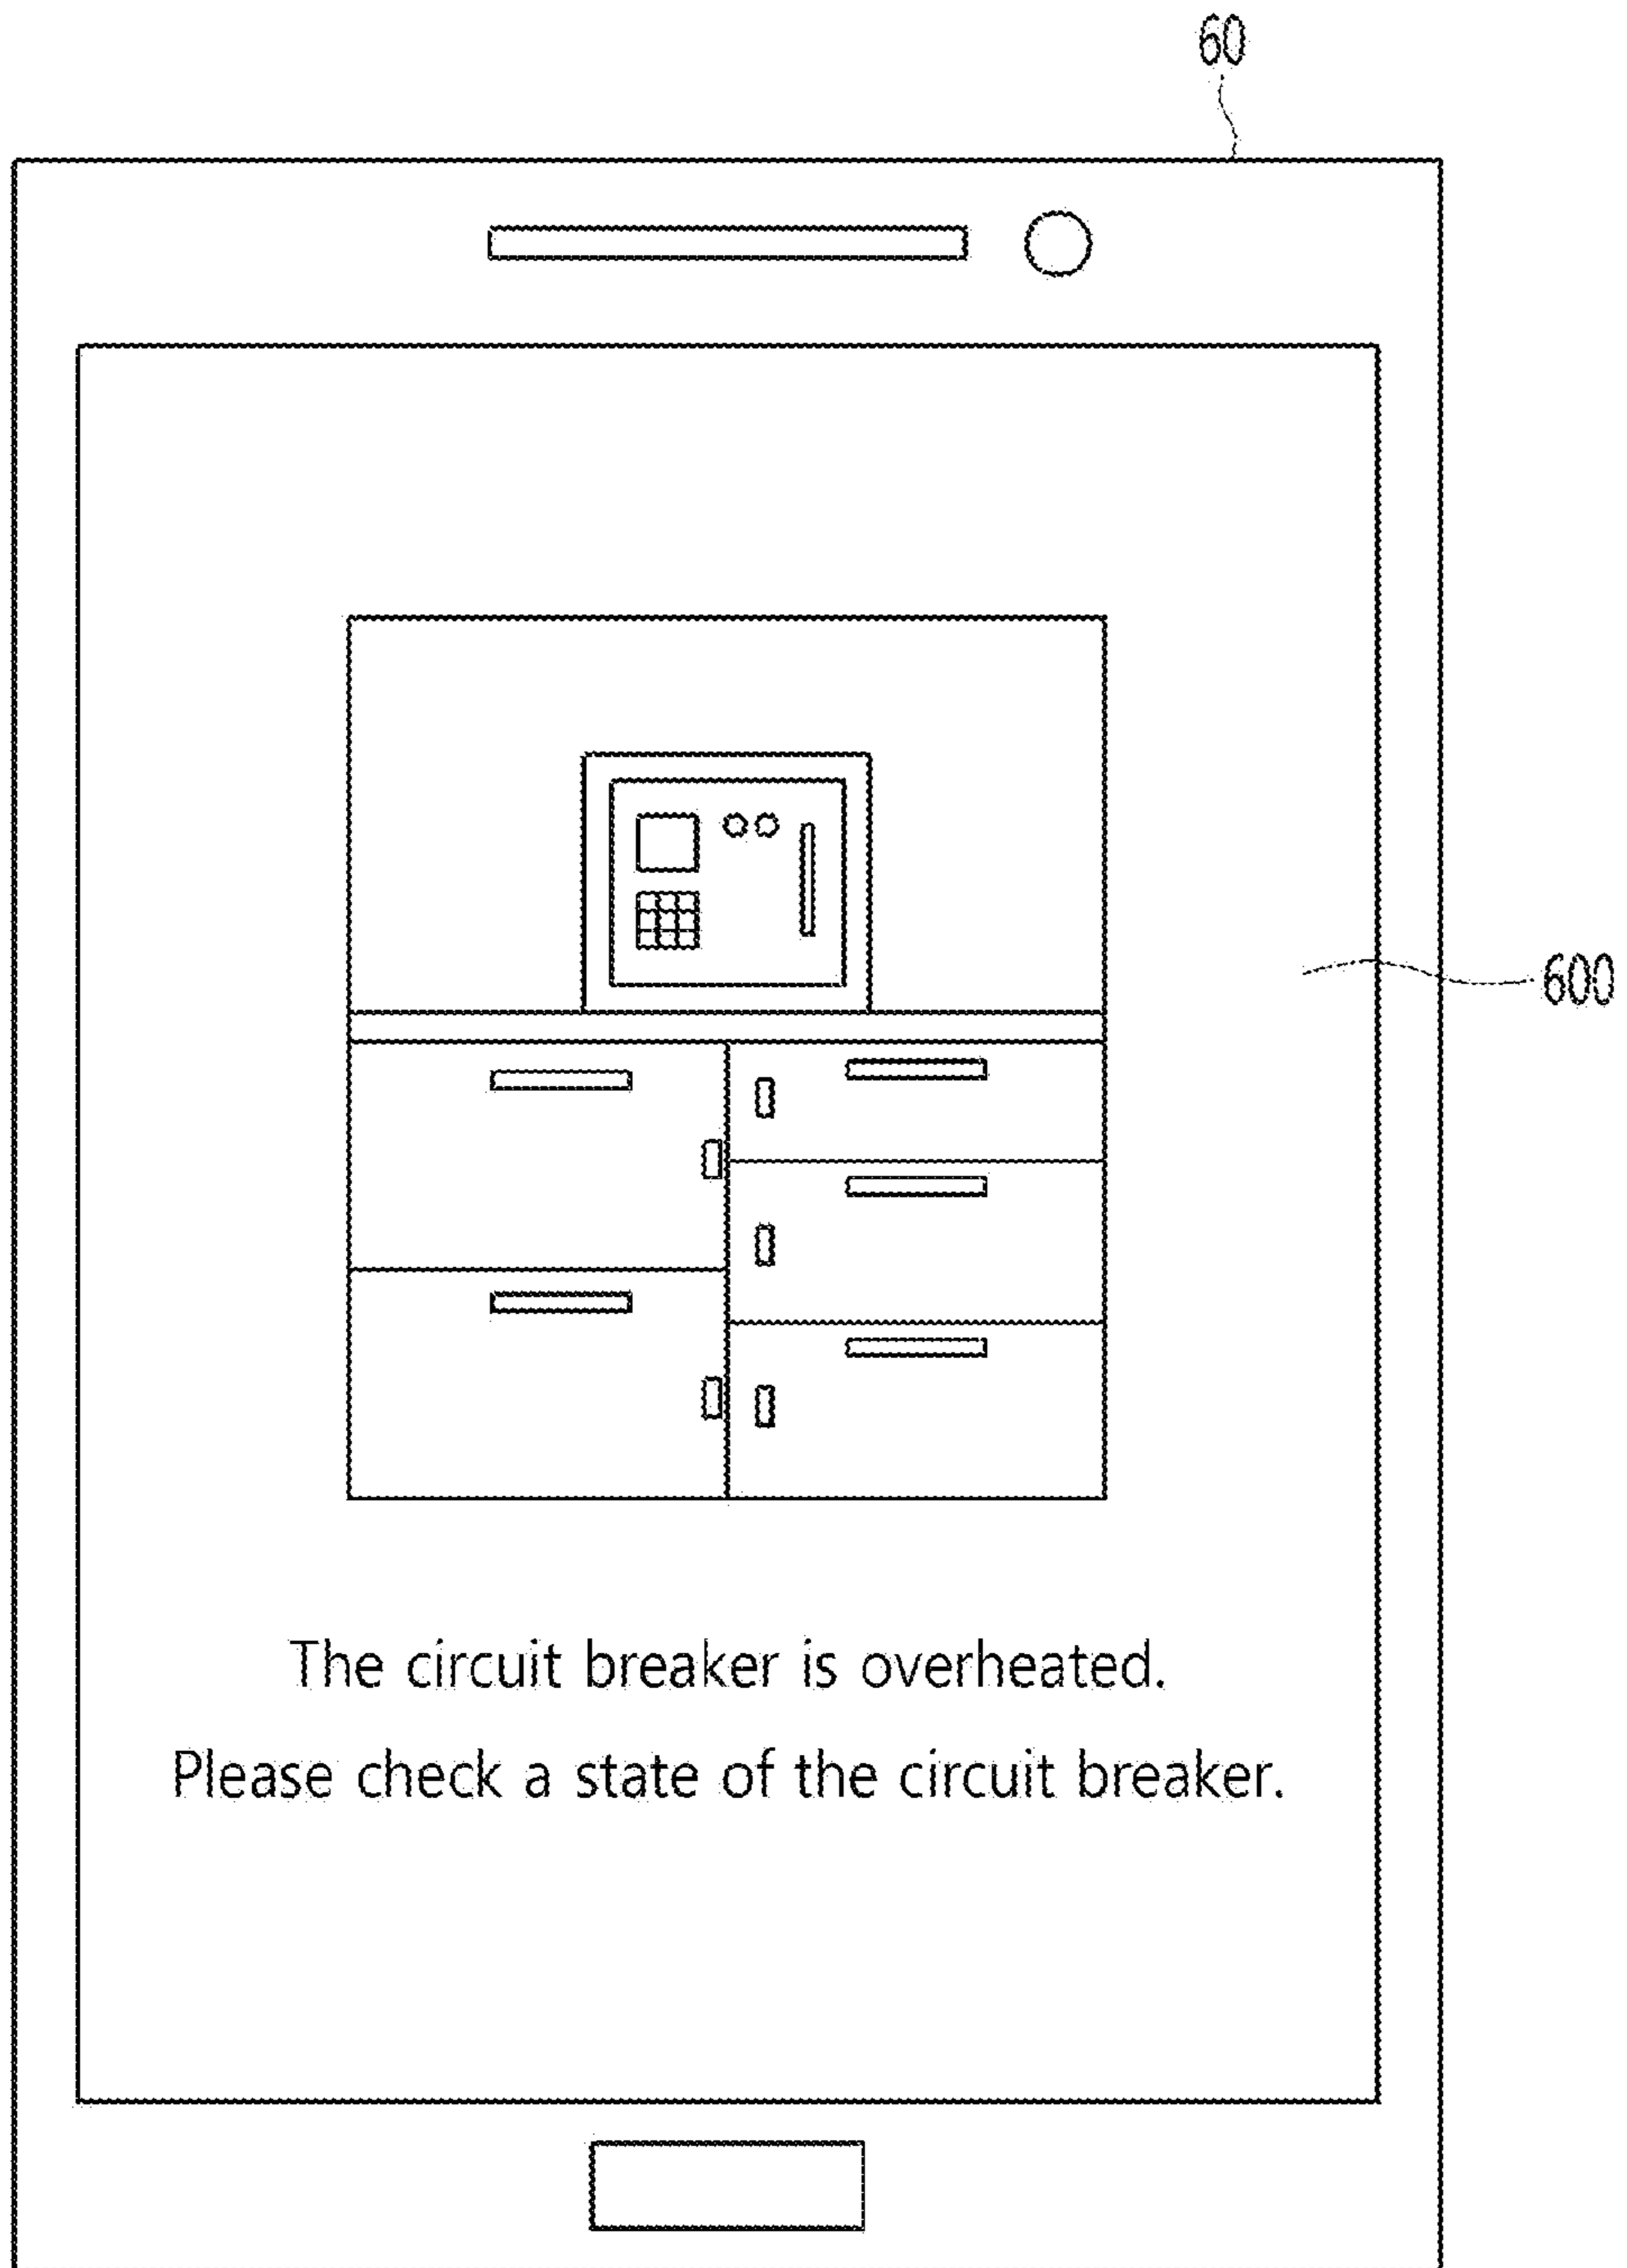 60
600
The circuit breaker is overheated.
Please check a state of the circuit breaker.